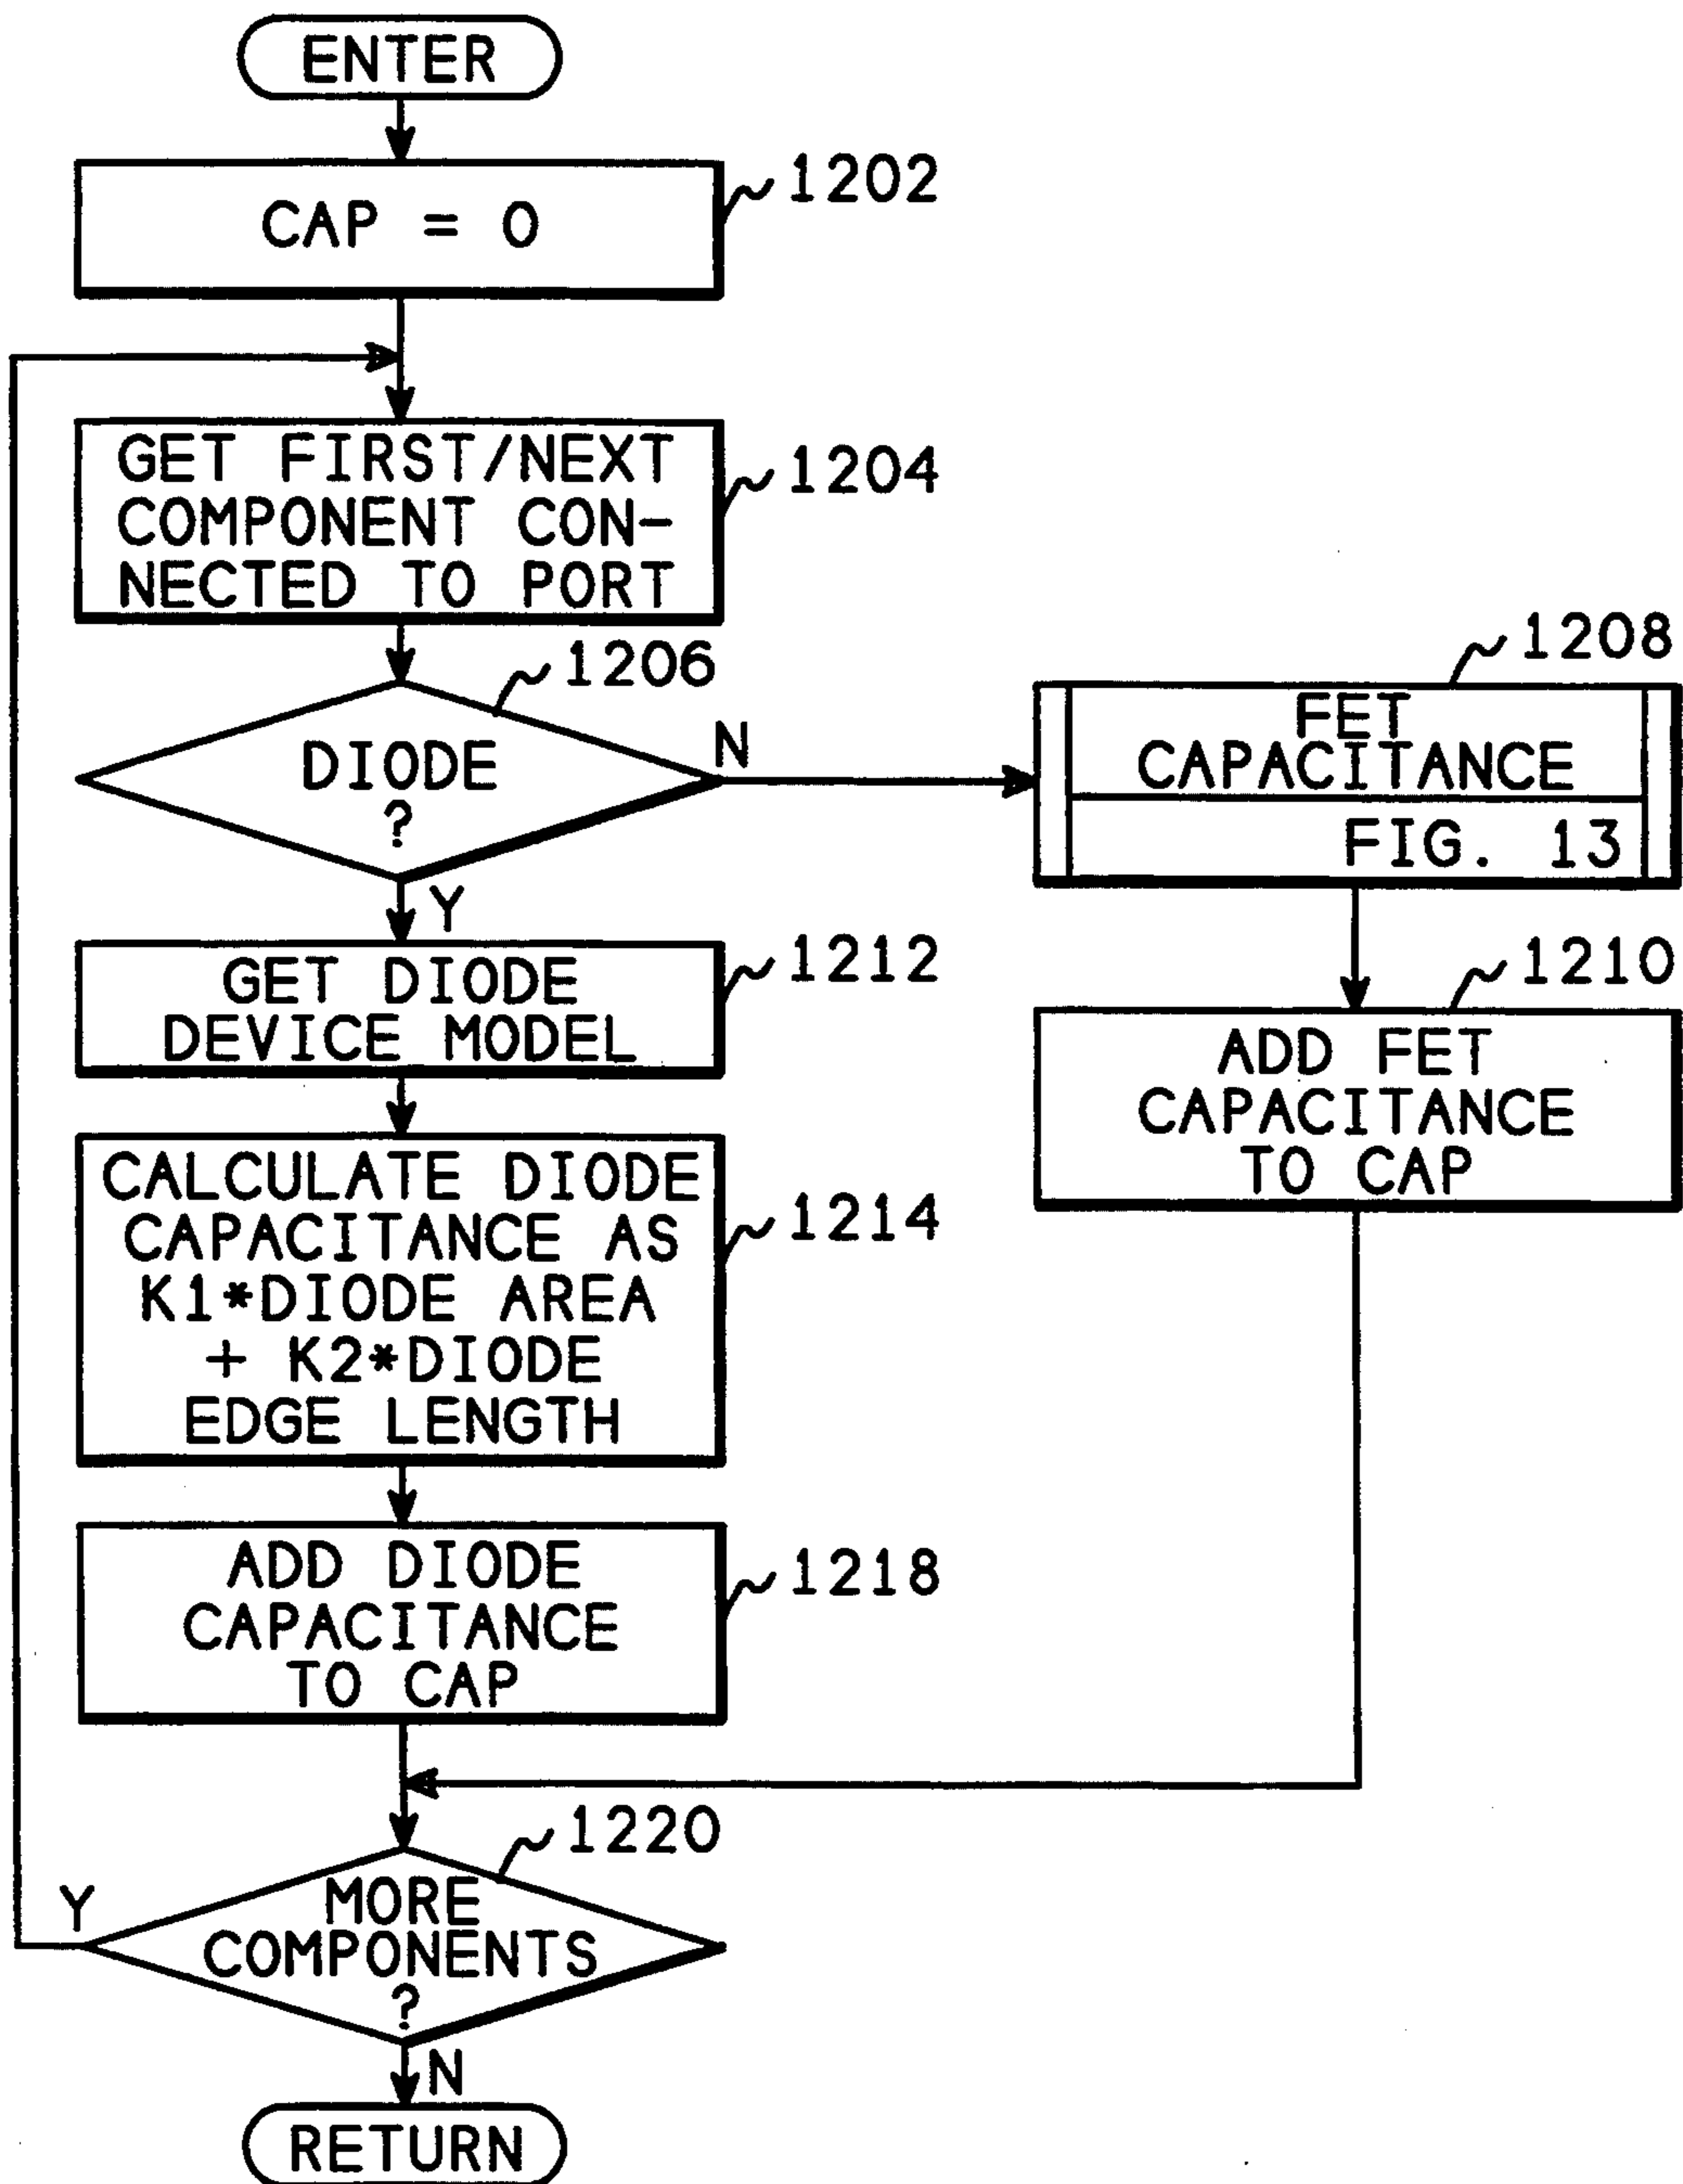 ENTER
1202
CAP = 0
GET FIRST/NEXT
COMPONENT CON-
NECTED TO PORT
1204
1206
DIODE
?
N
Y
1208
FET
CAPACITANCE
FIG. 13
1210
ADD FET
CAPACITANCE
TO CAP
GET DIODE
DEVICE MODEL
1212
CALCULATE DIODE
CAPACITANCE AS
K1*DIODE AREA
+ K2*DIODE
EDGE LENGTH
1214
ADD DIODE
CAPACITANCE
TO CAP
1218
1220
MORE
COMPONENTS
?
Y
N
RETURN